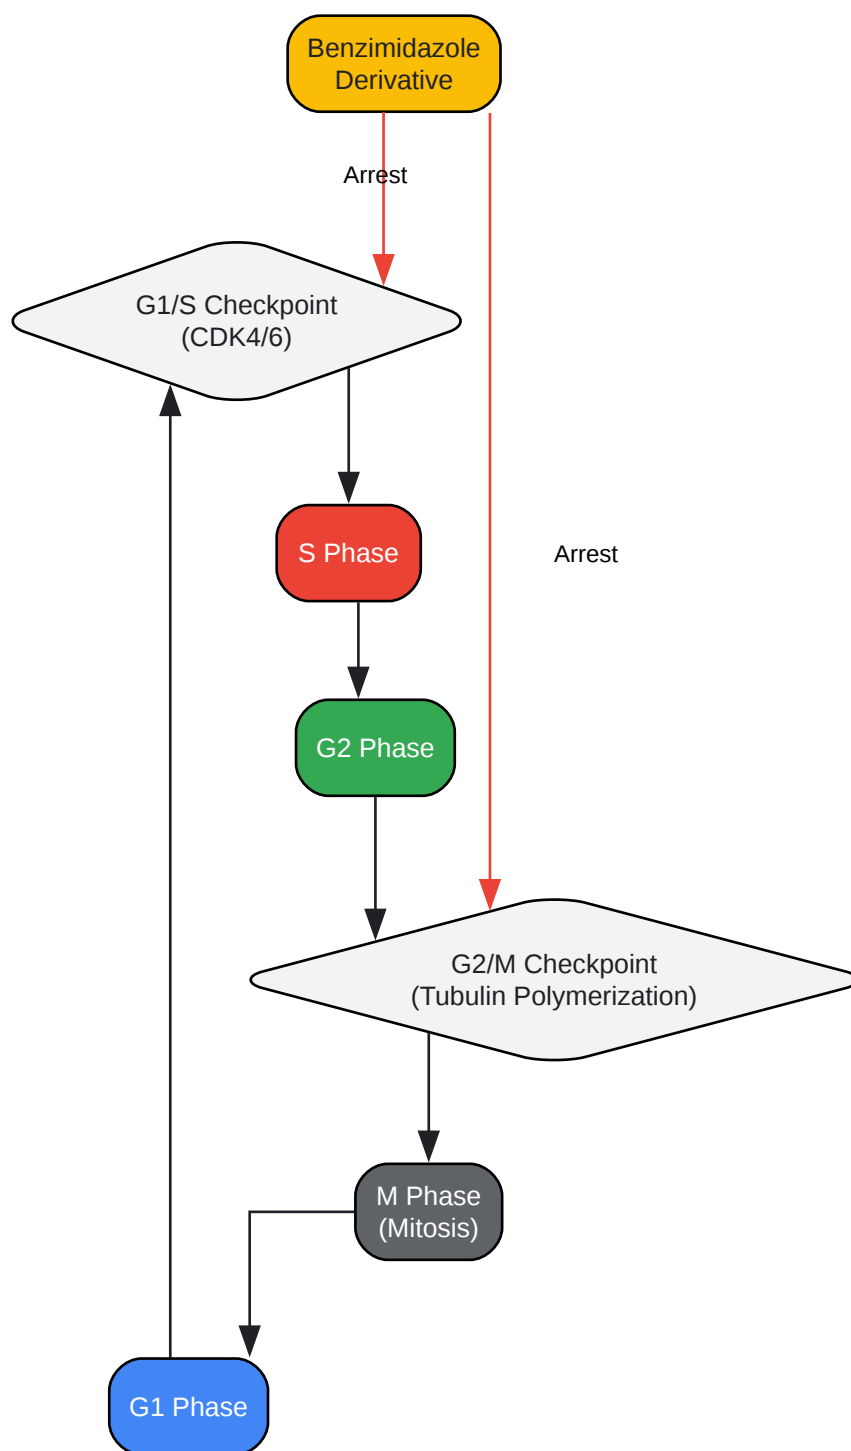 Benzimidazole
Derivative
Arrest
G1/S Checkpoint
(CDK4/6)
S Phase
Arrest
G2 Phase
G2/M Checkpoint
(Tubulin Polymerization)
M Phase
(Mitosis)
G1 Phase